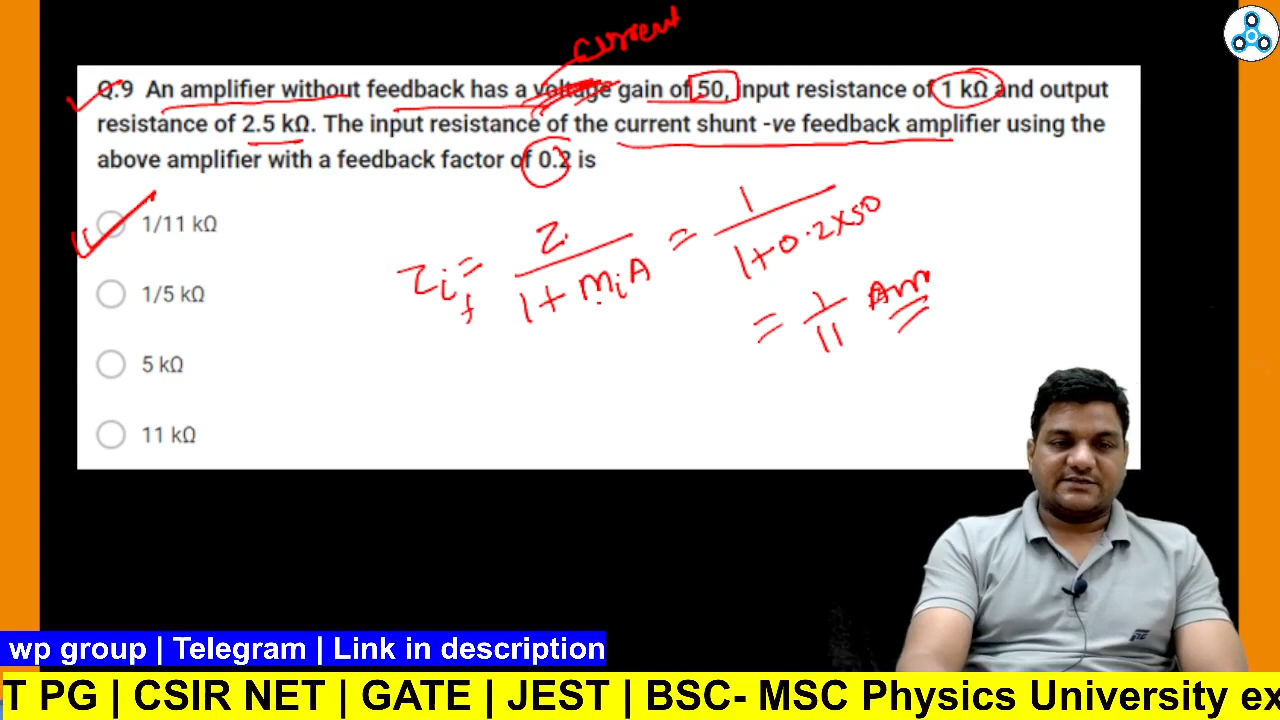 current
Q.9 An amplifier without feedback has a voltage gain of 50, input resistance of 1 kΩ and output
resistance of 2.5 kΩ. The input resistance of the current shunt -ve feedback amplifier using the
above amplifier with a feedback factor of 0.2 is
1/11 kΩ
1/5 kΩ
5 kΩ
11 kΩ
Zif = Zi / 1 + miA = 1 / 1+0.2×50
= 1/11 Ans
wp group | Telegram | Link in description
T PG | CSIR NET | GATE | JEST | BSC- MSC Physics University ex